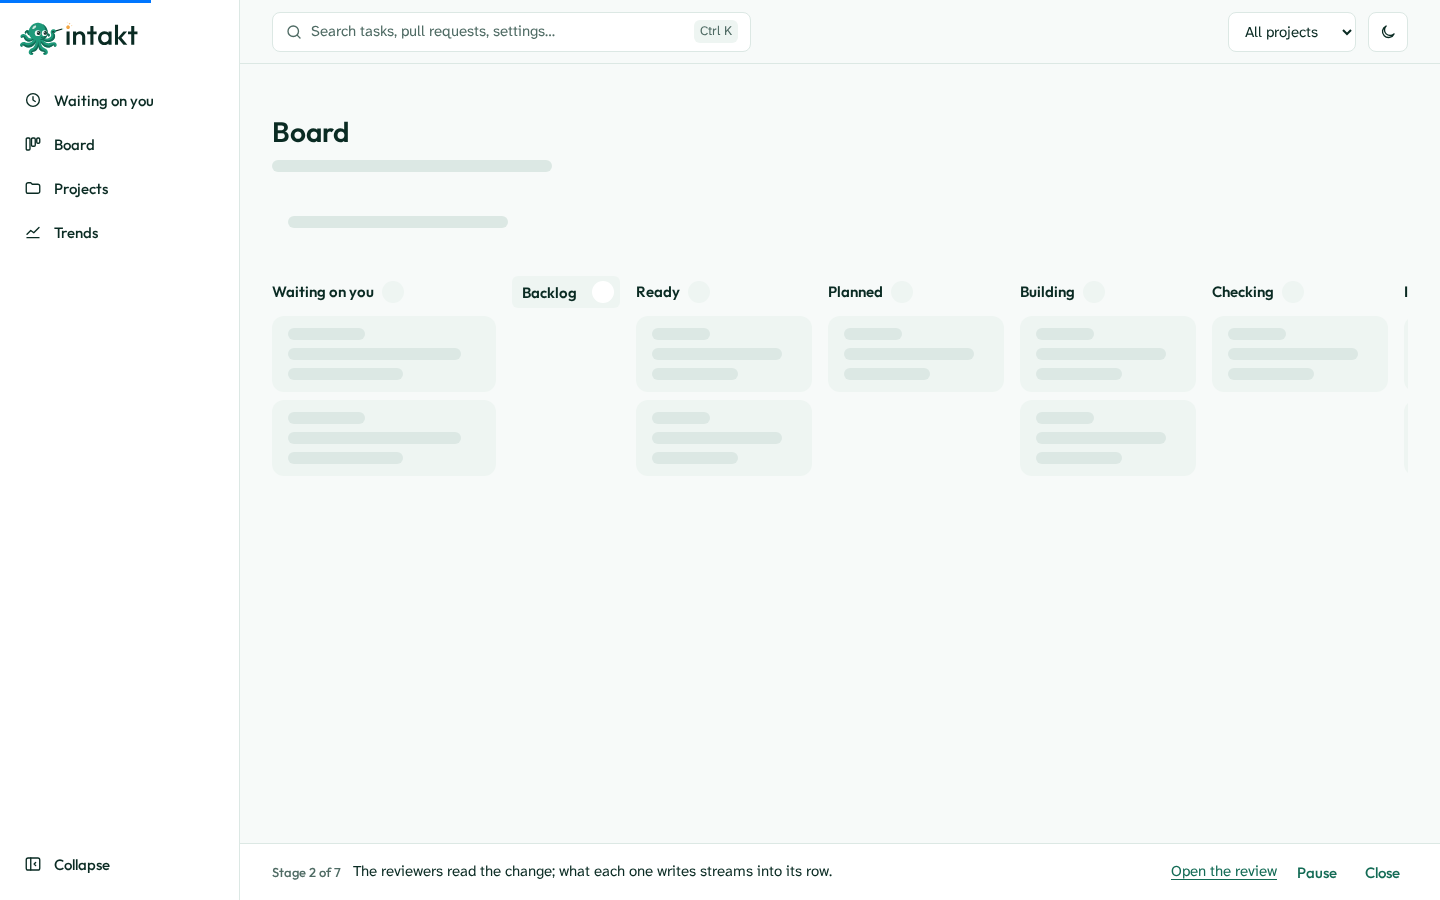 intakt
Search tasks, pull requests, settings...
Ctrl K
All projects
Waiting on you
Board
Projects
Trends
Board
Waiting on you
Backlog
Ready
Planned
Building
Checking
Collapse
Stage 2 of 7
The reviewers read the change; what each one writes streams into its row.
Open the review
Pause
Close